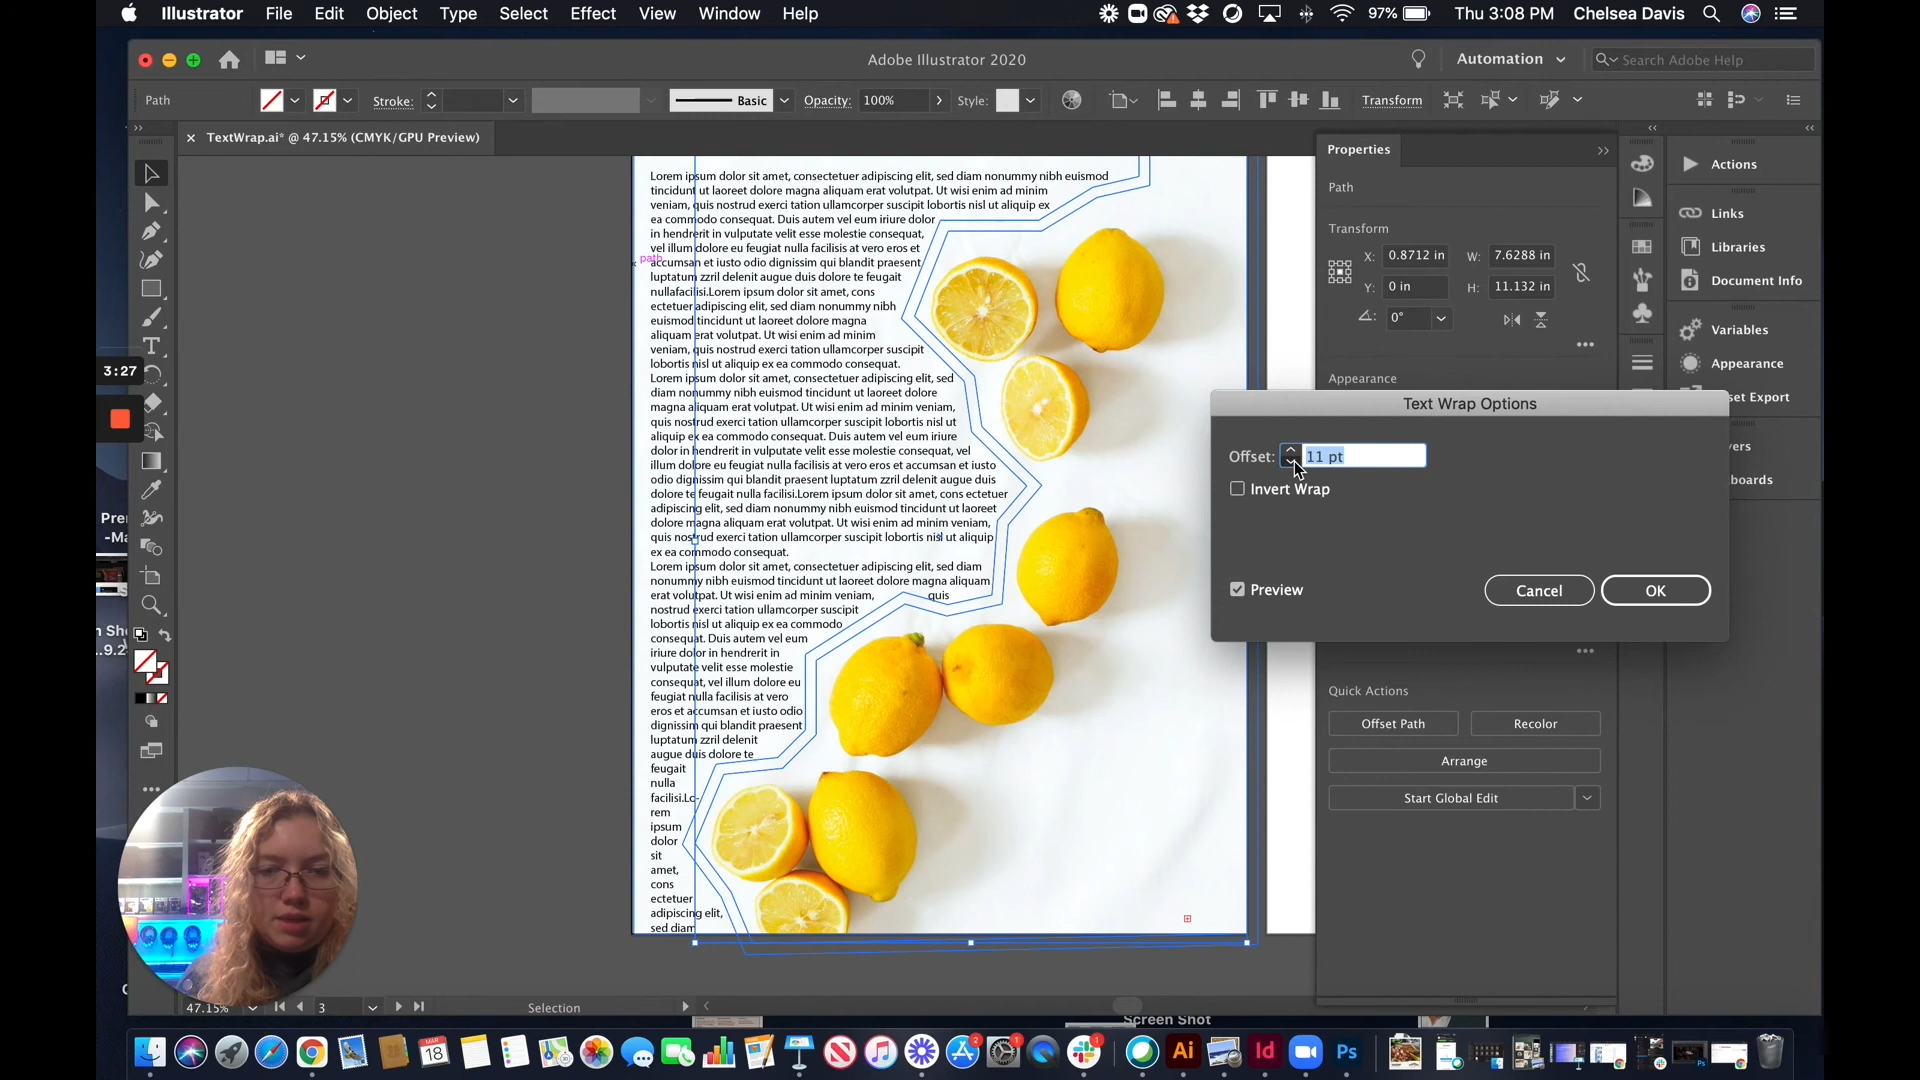 Illustrator File Edit Object Type Select Effect View Window Help
97% Thu 3:08 PM Chelsea Davis
Adobe Illustrator 2020
Automation
Search Adobe Help
Path
Stroke:
Basic
Opacity: 100%
Style:
Transform
TextWrap.ai* @ 47.15% (CMYK/GPU Preview)
Lorem ipsum dolor sit amet, consectetuer adipiscing elit, sed diam nonummy nibh euismod
tincidunt ut laoreet dolore magna aliquam erat volutpat. Ut wisi enim ad minim
veniam, quis nostrud exerci tation ullamcorper suscipit lobortis nisl ut aliquip ex
ea commodo consequat. Duis autem vel eum iriure dolor
in hendrerit in vulputate velit esse molestie consequat,
vel illum dolore eu feugiat nulla facilisis at vero eros et
path
accumsan et iusto odio dignissim qui blandit praesent
luptatum zzril delenit augue duis dolore te feugait
nullafacilisi.Lorem ipsum dolor sit amet, cons
ectetuer adipiscing elit, sed diam nonummy nibh
euismod tincidunt ut laoreet dolore magna
aliquam erat volutpat. Ut wisi enim ad minim
veniam, quis nostrud exerci tation ullamcorper suscipit
lobortis nisl ut aliquip ex ea commodo consequat.
Lorem ipsum dolor sit amet, consectetuer adipiscing elit, sed
diam nonummy nibh euismod tincidunt ut laoreet dolore
magna aliquam erat volutpat. Ut wisi enim ad minim veniam,
quis nostrud exerci tation ullamcorper suscipit lobortis nisl ut
aliquip ex ea commodo consequat. Duis autem vel eum iriure
dolor in hendrerit in vulputate velit esse molestie consequat, vel
illum dolore eu feugiat nulla facilisis at vero eros et accumsan et iusto
odio dignissim qui blandit praesent luptatum zzril delenit augue duis
dolore te feugait nulla facilisi.Lorem ipsum dolor sit amet, cons ectetuer
adipiscing elit, sed diam nonummy nibh euismod tincidunt ut laoreet
dolore magna aliquam erat volutpat. Ut wisi enim ad minim veniam,
quis nostrud exerci tation ullamcorper suscipit lobortis nisl ut aliquip
ex ea commodo consequat.
Lorem ipsum dolor sit amet, consectetuer adipiscing elit, sed diam
nonummy nibh euismod tincidunt ut laoreet dolore magna aliquam
erat volutpat. Ut wisi enim ad minim veniam, quis
nostrud exerci tation ullamcorper suscipit
lobortis nisl ut aliquip ex ea commodo
consequat. Duis autem vel eum
iriure dolor in hendrerit in
vulputate velit esse molestie
consequat, vel illum dolore eu
feugiat nulla facilisis at vero
eros et accumsan et iusto odio
dignissim qui blandit praesent
luptatum zzril delenit
augue duis dolore te
feugait
nulla
facilisi.Lo-
rem
ipsum
dolor
sit
amet,
cons
ectetuer
adipiscing elit,
sed diam
Properties
Path
Transform
X: 0.8712 in W: 7.6288 in
Y: 0 in H: 11.132 in
0°
Appearance
Text Wrap Options
Offset: 11 pt
Invert Wrap
Preview
Cancel
OK
Quick Actions
Offset Path
Recolor
Arrange
Start Global Edit
Actions
Links
Libraries
Document Info
Variables
Appearance
set Export
vers
boards
3:27
Pren
-Ma
n Sho
.9.2
47.15%
3
Selection
Screen Shot
MAR
18
2
1
1
Ai
Id
Ps